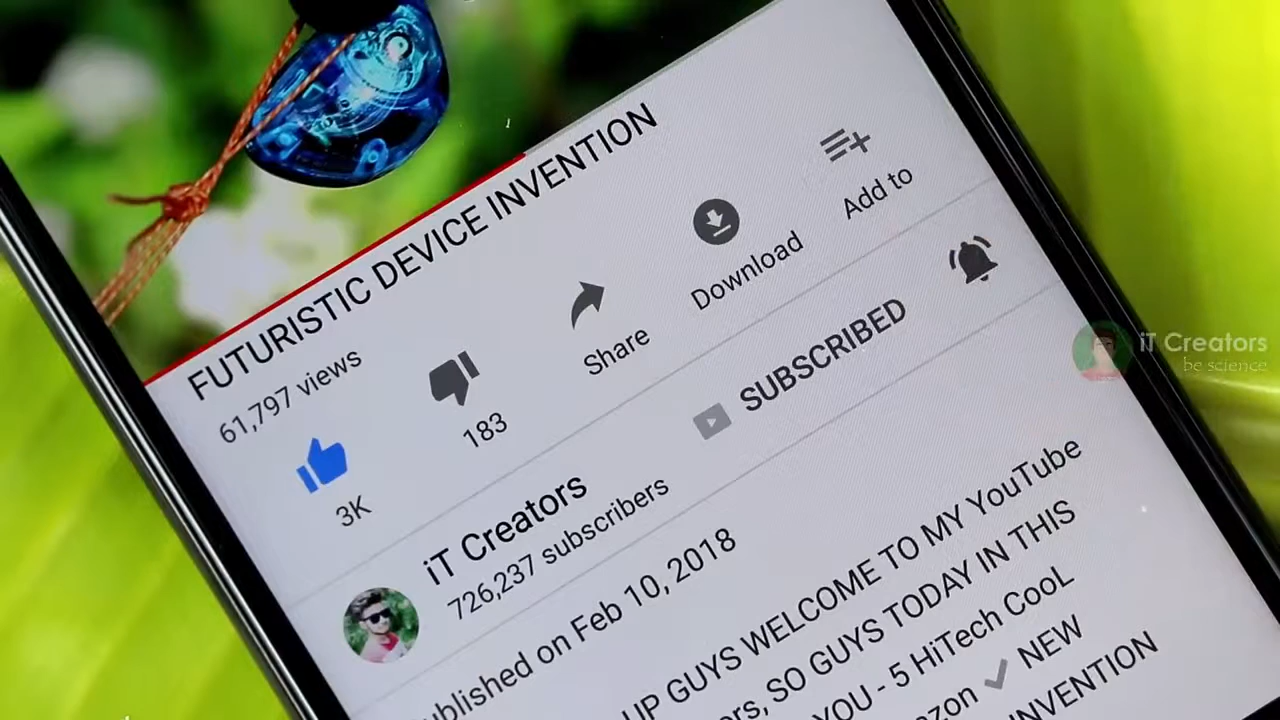 FUTURISTIC DEVICE INVENTION
61,797 views
3K
183
Share
Download
Add to
iT Creators
726,237 subscribers
SUBSCRIBED
ublished on Feb 10, 2018
UP GUYS WELCOME TO MY YouTube
ers, SO GUYS TODAY IN THIS
YOU - 5 HiTech CooL
zon ✔ NEW
INVENTION
iT Creators
be science